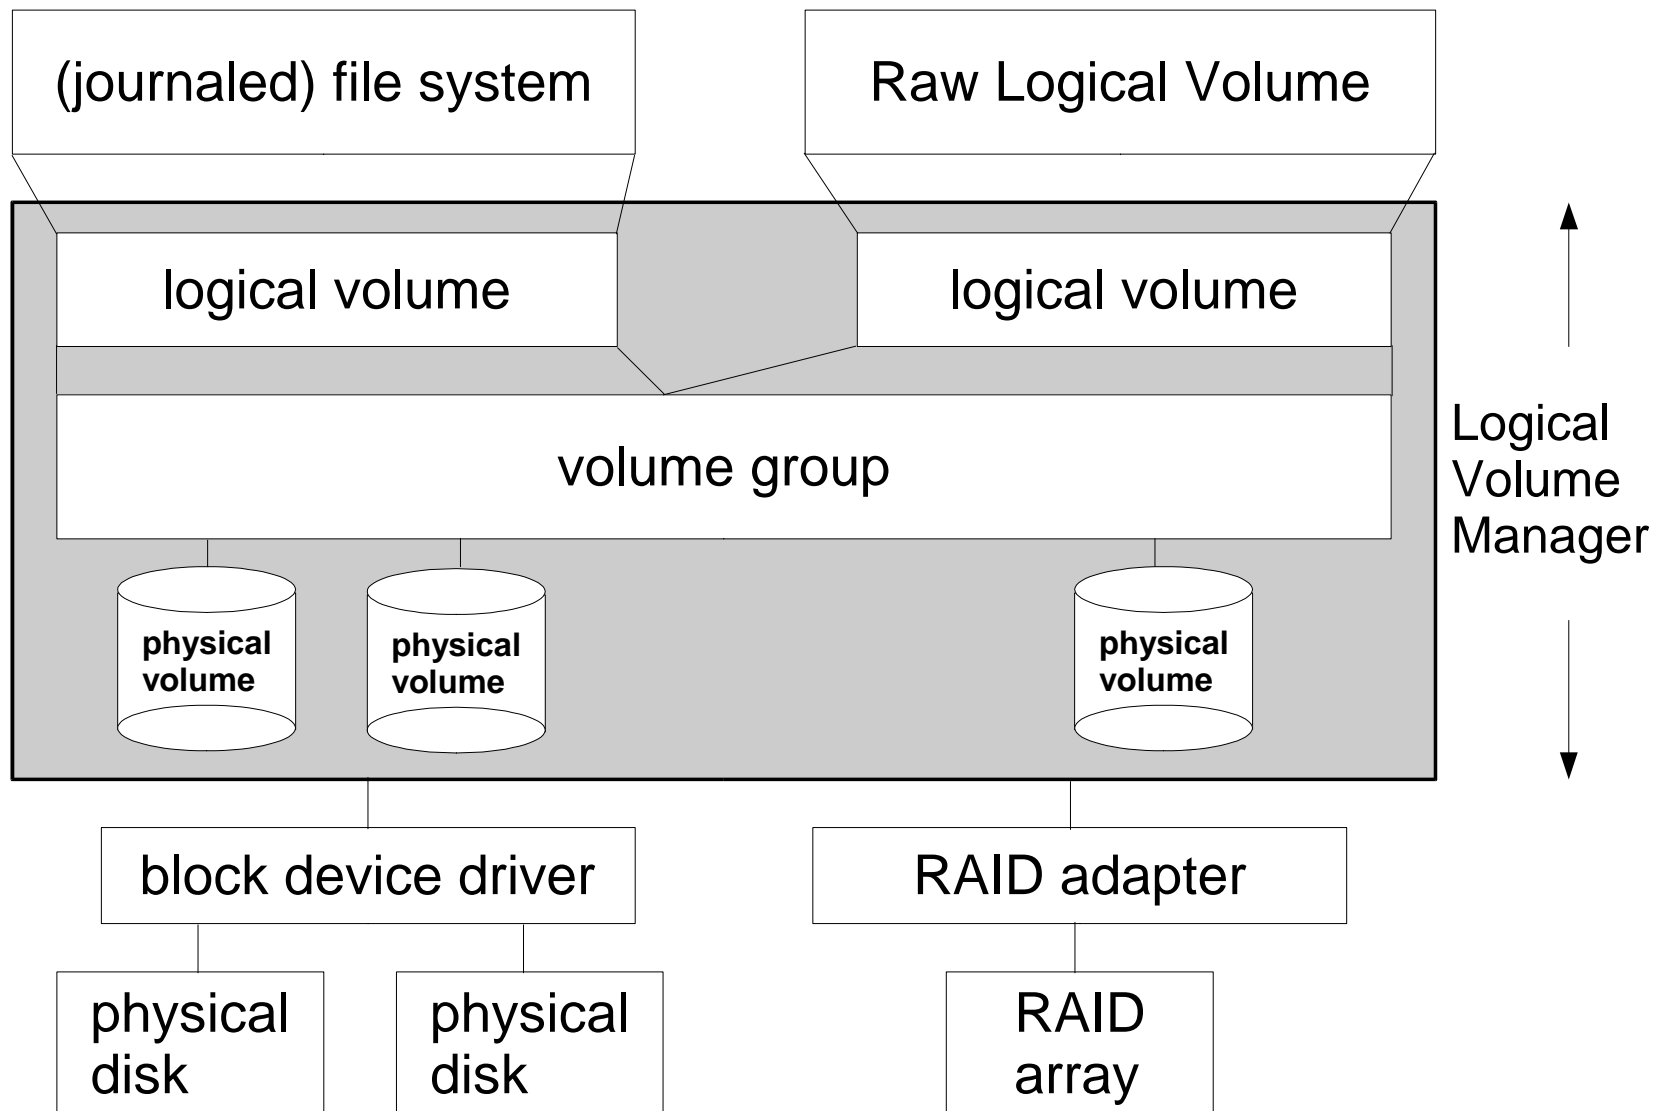 (journaled) file system
Raw Logical Volume
logical volume
logical volume
volume group
Logical
Volume
Manager
physical
volume
physical
volume
physical
volume
block device driver
RAID adapter
physical
disk
physical
disk
RAID
array